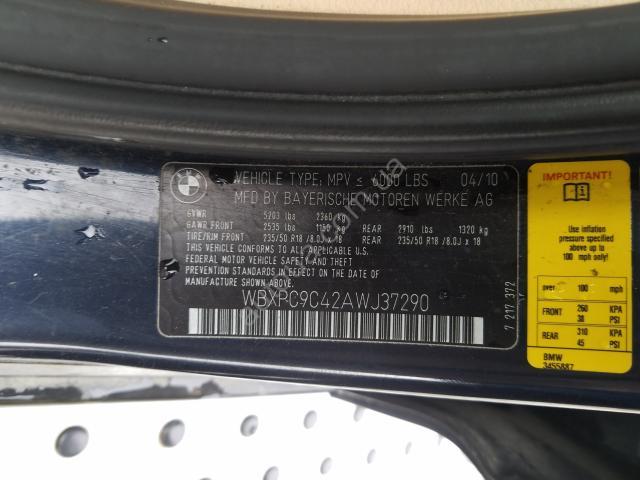 BMW
VEHICLE TYPE: MPV ≤ 6000 LBS 04/10
MFD BY BAYERISCHE MOTOREN WERKE AG
GVWR 5203 lbs 2360 kg
GAWR FRONT 2535 lbs 1150 kg REAR 2910 lbs 1320 kg
TIRE/RIM FRONT 235/50 R18 /8.0J x 18 REAR 235/50 R18 /8.0J x 18
THIS VEHICLE CONFORMS TO ALL APPLICABLE U.S.
FEDERAL MOTOR VEHICLE SAFETY, BUMPER, AND THEFT
PREVENTION STANDARDS IN EFFECT ON THE DATE OF
MANUFACTURE SHOWN ABOVE.
WBXPC9C42AWJ37290
7 217 372
IMPORTANT!
Use inflation
pressure specified
below for
up to
100 mph only!
over 100 mph
FRONT 260 KPA
38 PSI
REAR 310 KPA
45 PSI
BMW
3455887